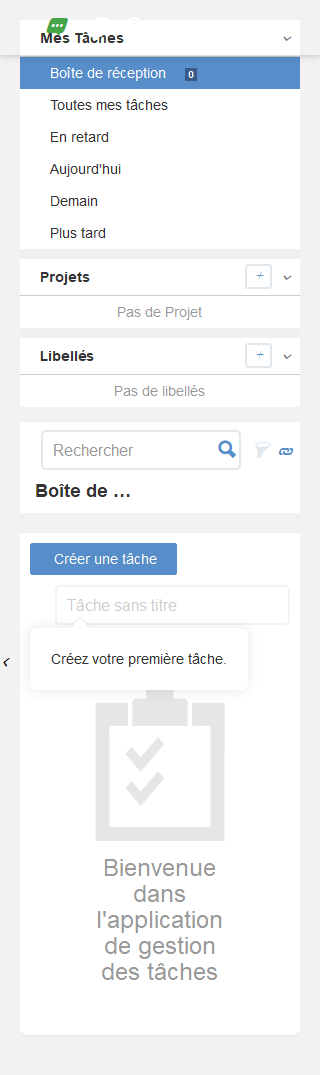 Mes Tâches
Boîte de réception 0
Toutes mes tâches
En retard
Aujourd'hui
Demain
Plus tard
Projets +
Pas de Projet
Libellés +
Pas de libellés
Rechercher
Boîte de ...
Créer une tâche
Tâche sans titre
Créez votre première tâche.
Bienvenue
dans
l'application
de gestion
des tâches